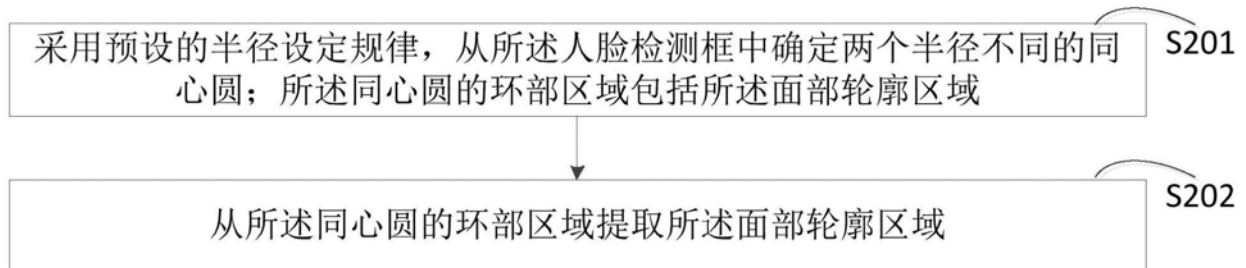 采用预设的半径设定规律，从所述人脸检测框中确定两个半径不同的同
心圆；所述同心圆的环部区域包括所述面部轮廓区域
S201
从所述同心圆的环部区域提取所述面部轮廓区域
S202